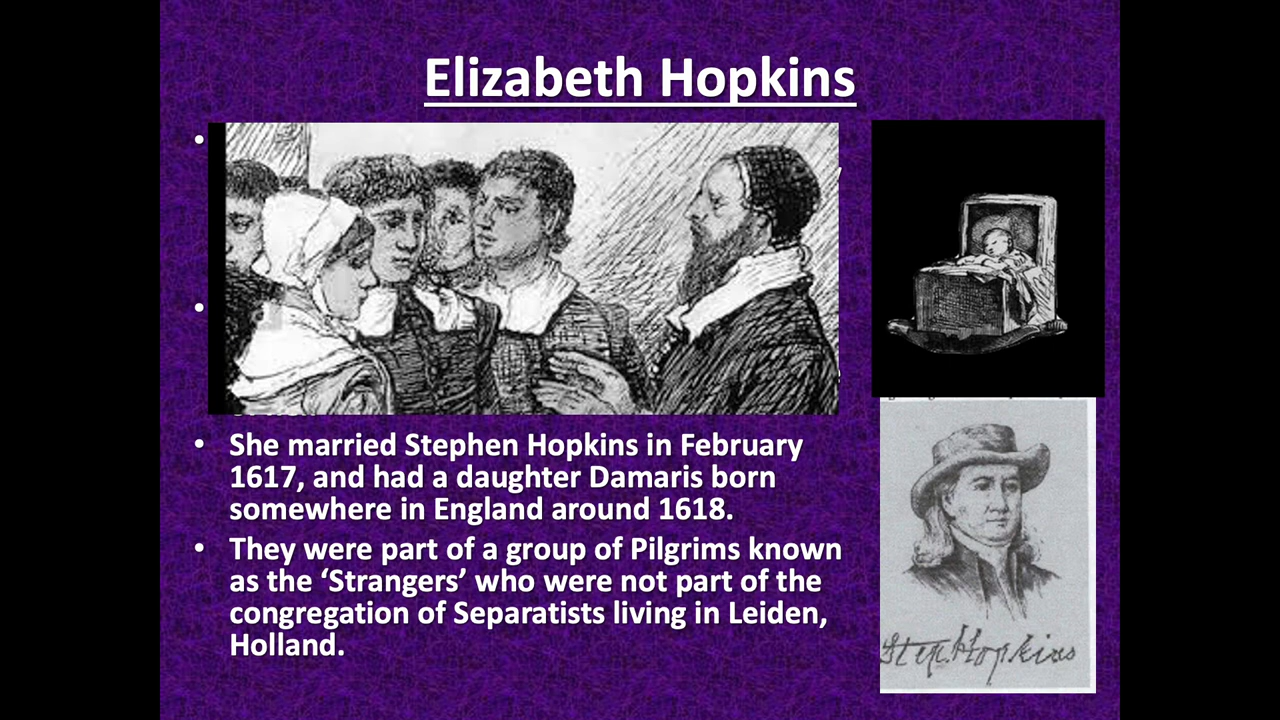 Elizabeth Hopkins
•
•
• She married Stephen Hopkins in February
1617, and had a daughter Damaris born
somewhere in England around 1618.
• They were part of a group of Pilgrims known
as the ‘Strangers’ who were not part of the
congregation of Separatists living in Leiden,
Holland.
Step. Hopkins